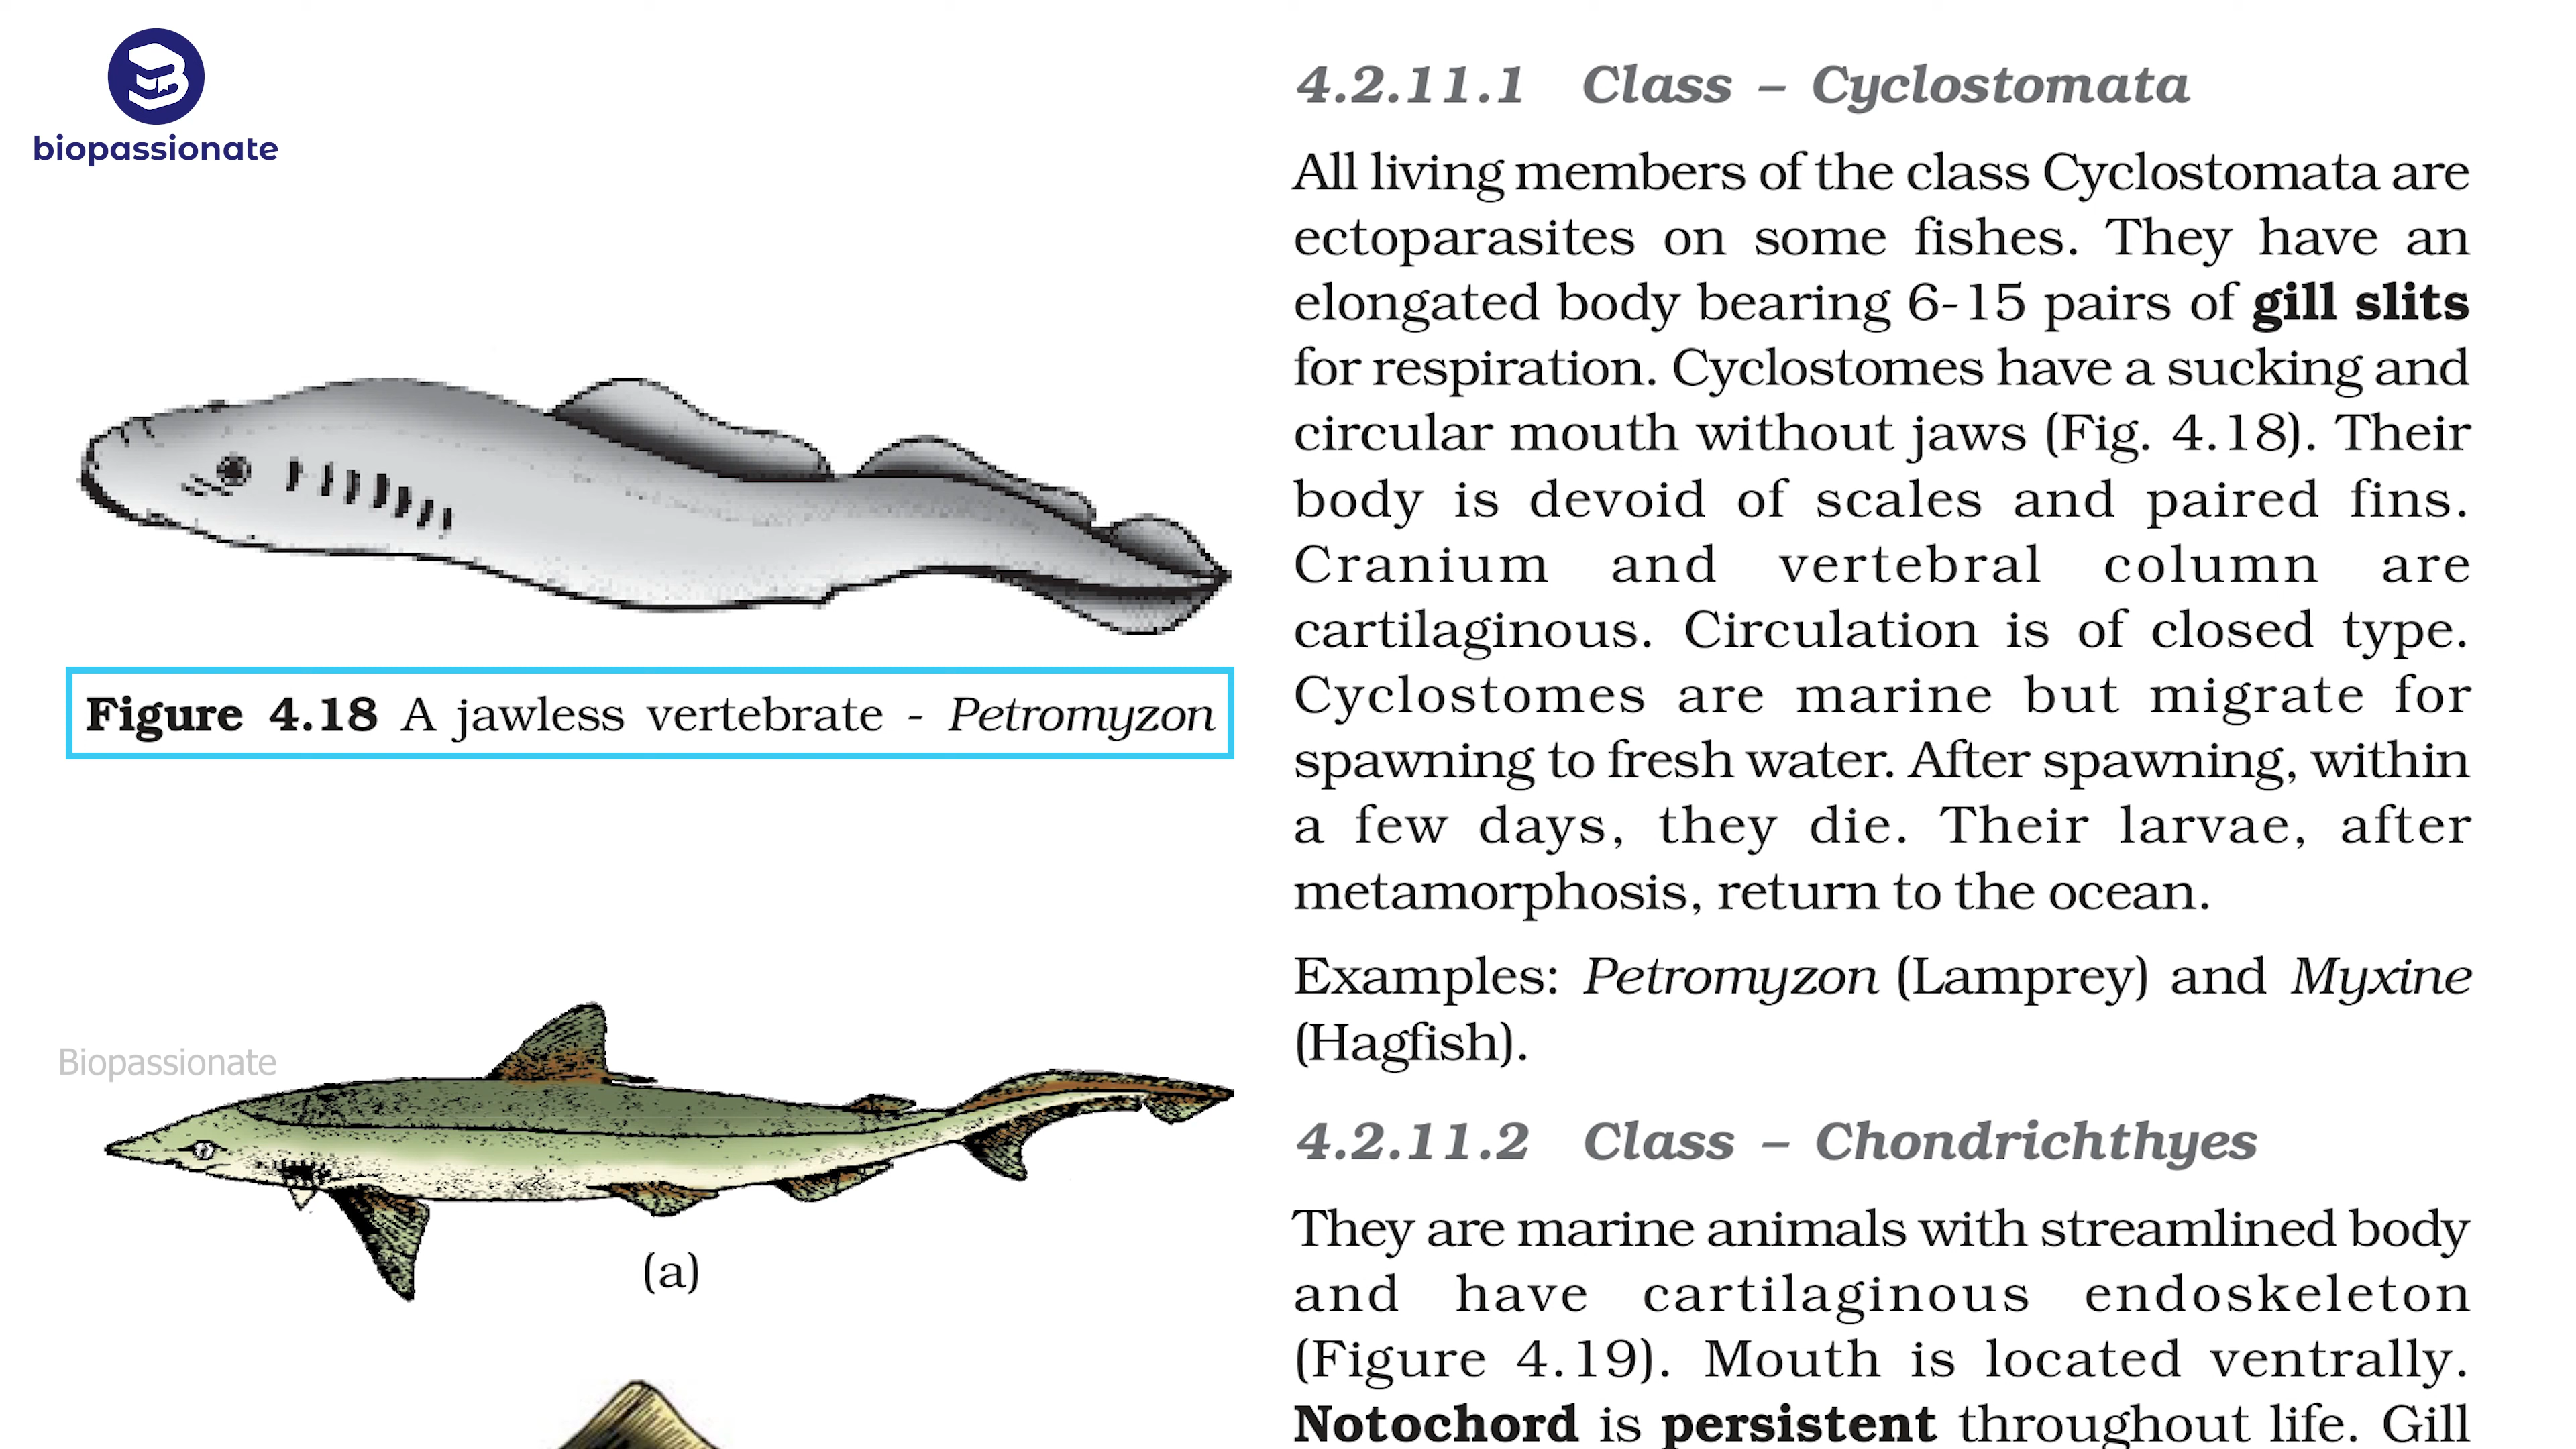 biopassionate
Figure 4.18 A jawless vertebrate - Petromyzon
Biopassionate
(a)
4.2.11.1 Class – Cyclostomata
All living members of the class Cyclostomata are
ectoparasites on some fishes. They have an
elongated body bearing 6-15 pairs of gill slits
for respiration. Cyclostomes have a sucking and
circular mouth without jaws (Fig. 4.18). Their
body is devoid of scales and paired fins.
Cranium and vertebral column are
cartilaginous. Circulation is of closed type.
Cyclostomes are marine but migrate for
spawning to fresh water. After spawning, within
a few days, they die. Their larvae, after
metamorphosis, return to the ocean.
Examples: Petromyzon (Lamprey) and Myxine
(Hagfish).
4.2.11.2 Class – Chondrichthyes
They are marine animals with streamlined body
and have cartilaginous endoskeleton
(Figure 4.19). Mouth is located ventrally.
Notochord is persistent throughout life. Gill